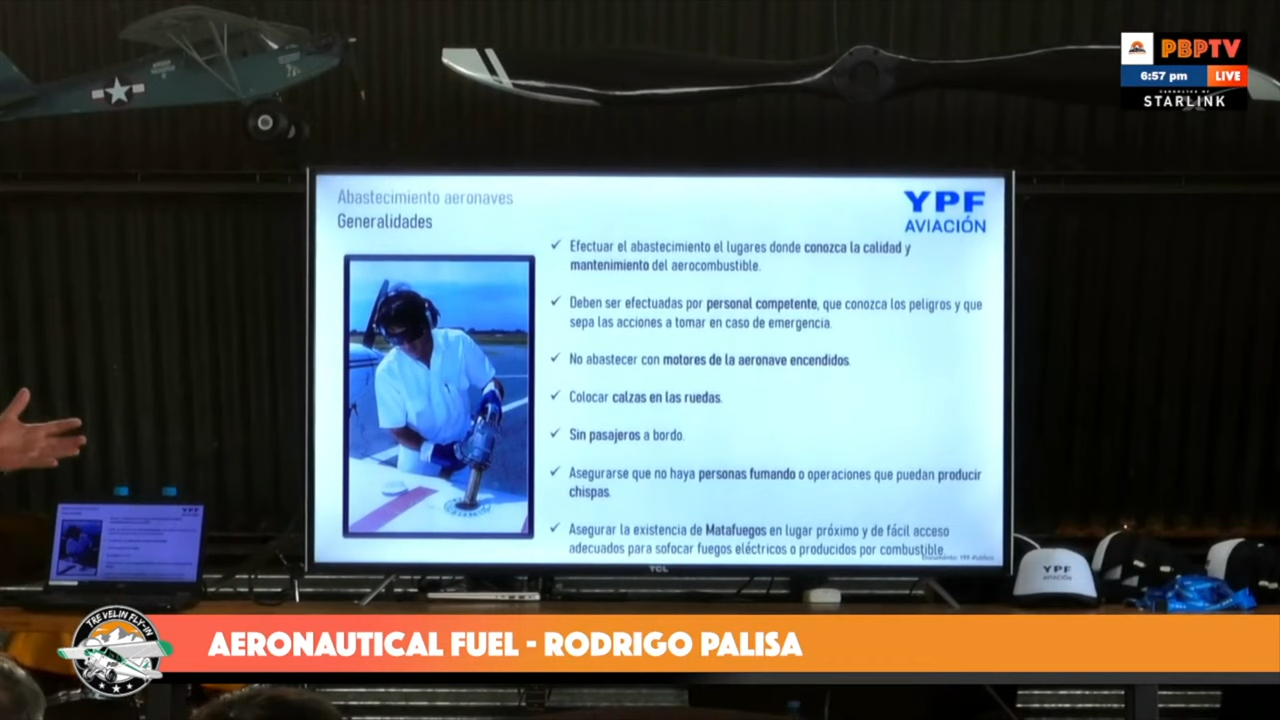 PBPTV
6:57 pm
LIVE
STARLINK
Abastecimiento aeronaves
Generalidades
YPF
AVIACIÓN
✓ Efectuar el abastecimiento el lugares donde conozca la calidad y
mantenimiento del aerocombustible.
✓ Deben ser efectuadas por personal competente, que conozca los peligros y que
sepa las acciones a tomar en caso de emergencia.
✓ No abastecer con motores de la aeronave encendidos.
✓ Colocar calzas en las ruedas.
✓ Sin pasajeros a bordo.
✓ Asegurarse que no haya personas fumando o operaciones que puedan producir
chispas.
✓ Asegurar la existencia de Matafuegos en lugar próximo y de fácil acceso
adecuados para sofocar fuegos eléctricos o producidos por combustible.
Documento: YPF-Público
TCL
YPF
YPF
AVIACIÓN
TREVELIN FLY-IN
AERONAUTICAL FUEL - RODRIGO PALISA